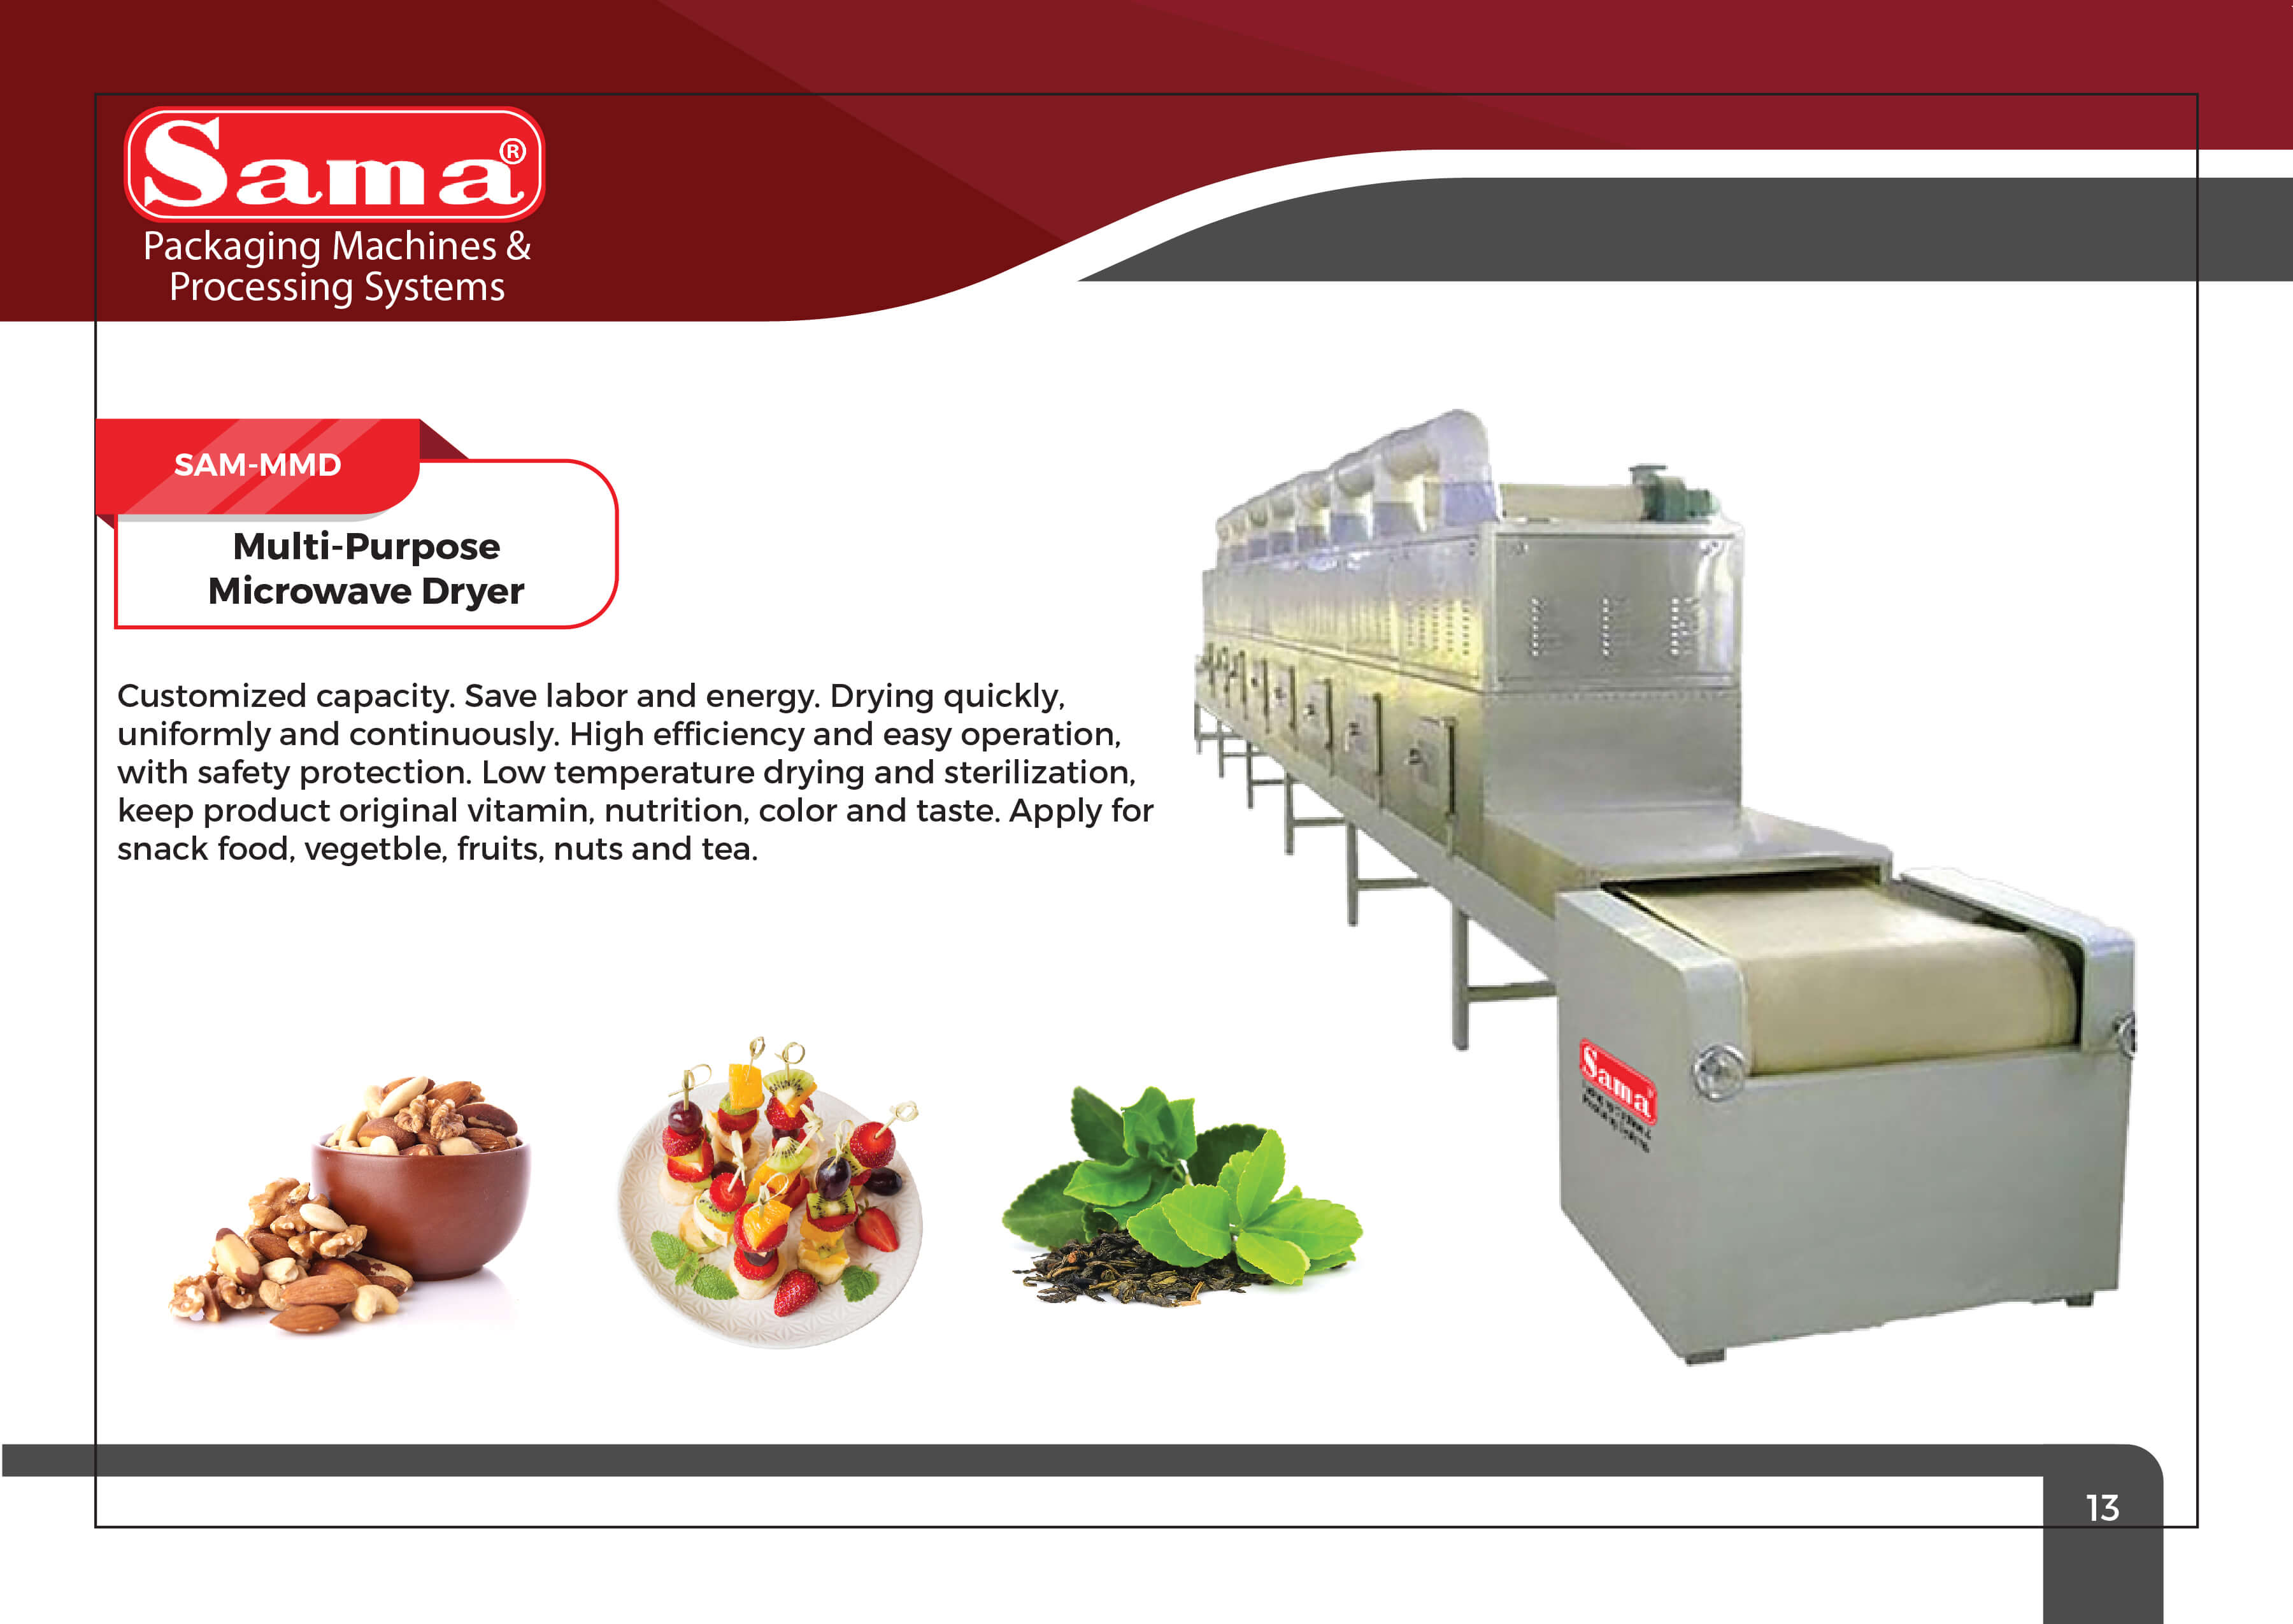 Sama®
Packaging Machines &
Processing Systems
SAM-MMD
Multi-Purpose
Microwave Dryer
Customized capacity. Save labor and energy. Drying quickly,
uniformly and continuously. High efficiency and easy operation,
with safety protection. Low temperature drying and sterilization,
keep product original vitamin, nutrition, color and taste. Apply for
snack food, vegetble, fruits, nuts and tea.
Sama
13